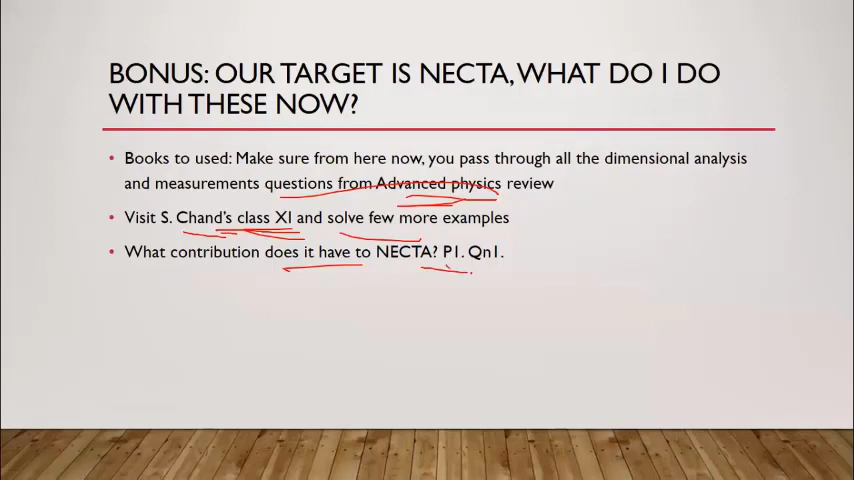 BONUS: OUR TARGET IS NECTA, WHAT DO I DO
WITH THESE NOW?
• Books to used: Make sure from here now, you pass through all the dimensional analysis
and measurements questions from Advanced physics review
• Visit S. Chand's class XI and solve few more examples
• What contribution does it have to NECTA? P1. Qn1.